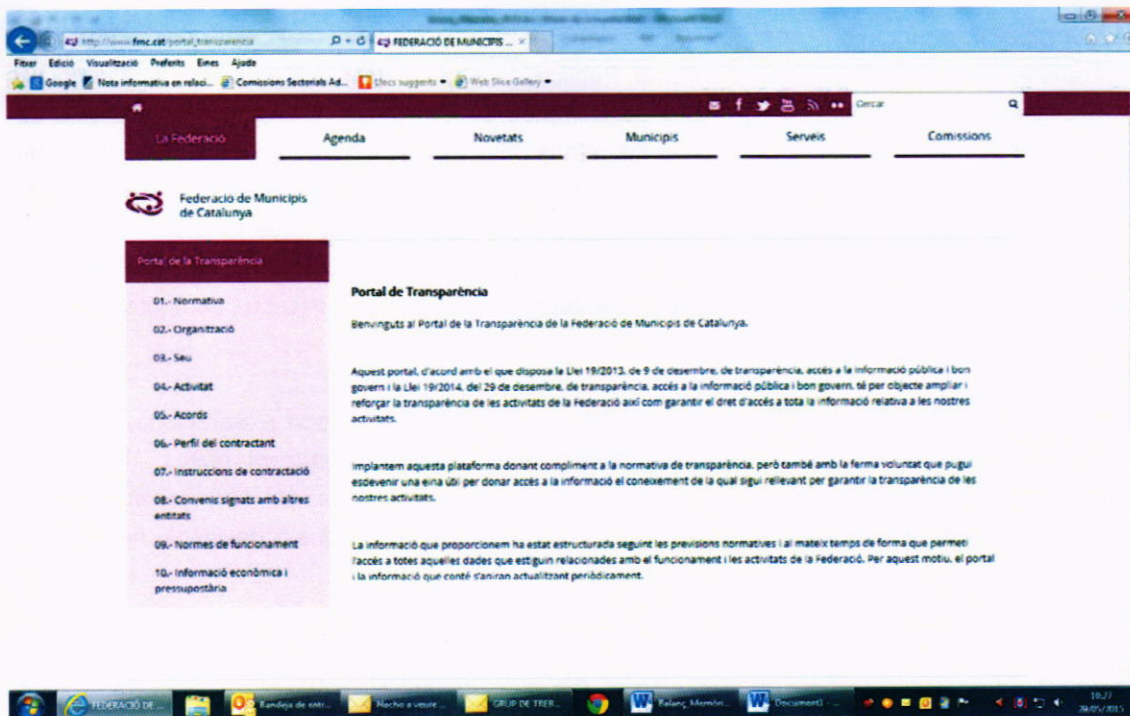 http://www.fmc.cat/portal_transparencia
FEDERACIÓ DE MUNICIPIS ...
Fitxer Edició Visualització Preferits Eines Ajuda
Google Nota informativa en relaci... Comissions Sectorials Ad... Llocs suggerits Web Slice Gallery
Cercar
La Federació Agenda Novetats Municipis Serveis Comissions
Federació de Municipis
de Catalunya
Portal de la Transparència
01.- Normativa
02.- Organització
03.- Seu
04.- Activitat
05.- Acords
06.- Perfil del contractant
07.- Instruccions de contractació
08.- Convenis signats amb altres
entitats
09.- Normes de funcionament
10.- Informació econòmica i
pressupostària
Portal de Transparència
Benvinguts al Portal de la Transparència de la Federació de Municipis de Catalunya.
Aquest portal, d'acord amb el que disposa la Llei 19/2013, de 9 de desembre, de transparència, accés a la informació pública i bon
govern i la Llei 19/2014, del 29 de desembre, de transparència, accés a la informació pública i bon govern, té per objecte ampliar i
reforçar la transparència de les activitats de la Federació així com garantir el dret d'accés a tota la informació relativa a les nostres
activitats.
Implantem aquesta plataforma donant compliment a la normativa de transparència, però també amb la ferma voluntat que pugui
esdevenir una eina útil per donar accés a la informació el coneixement de la qual sigui rellevant per garantir la transparència de les
nostres activitats.
La informació que proporcionem ha estat estructurada seguint les previsions normatives i al mateix temps de forma que permeti
l'accés a totes aquelles dades que estiguin relacionades amb el funcionament i les activitats de la Federació. Per aquest motiu, el portal
i la informació que conté s'aniran actualitzant periòdicament.
FEDERACIÓ DE ... Bandeja de entr... Nacho a veure ... GRUP DE TREB... Balanç_Memòri... Document1 - ...
10:27
29/05/2015